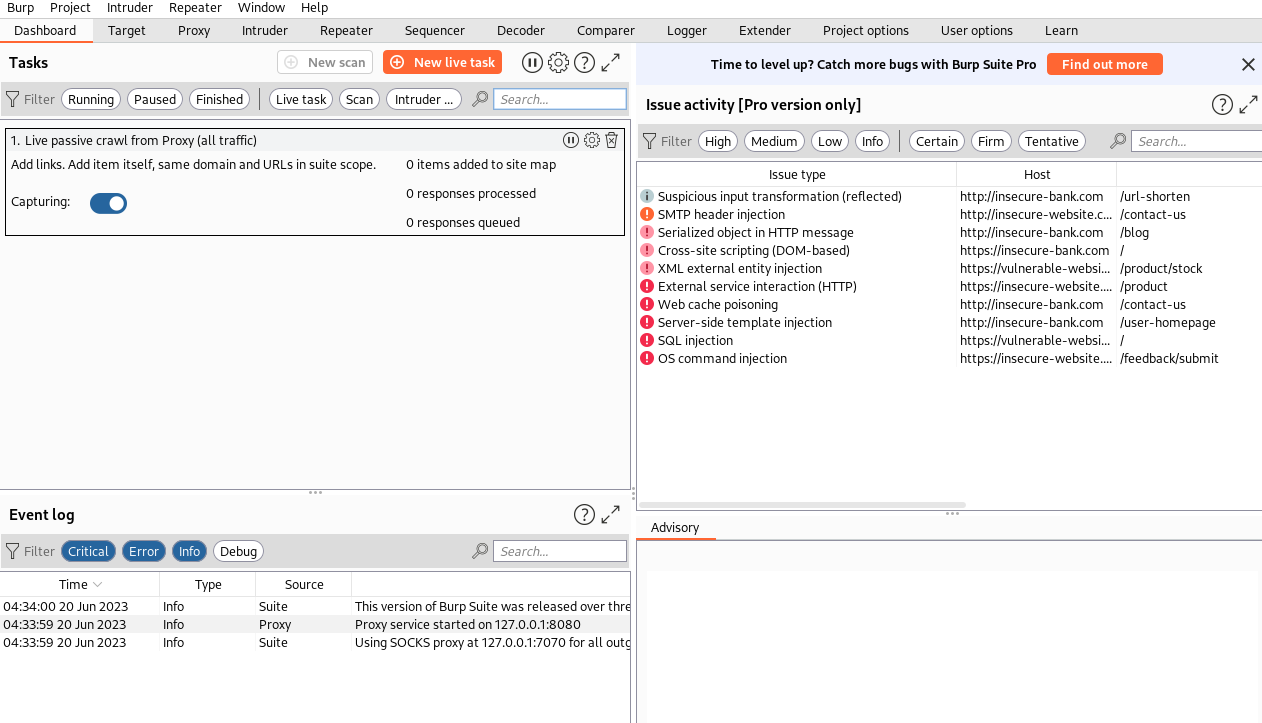 Burp Project Intruder Repeater Window Help
Dashboard Target Proxy Intruder Repeater Sequencer Decoder Comparer Logger Extender Project options User options Learn
Tasks New scan New live task
Filter Running Paused Finished Live task Scan Intruder ... Search...
1. Live passive crawl from Proxy (all traffic)
Add links. Add item itself, same domain and URLs in suite scope. 0 items added to site map
0 responses processed
Capturing:
0 responses queued
Event log
Filter Critical Error Info Debug Search...
Time Type Source
04:34:00 20 Jun 2023 Info Suite This version of Burp Suite was released over thre
04:33:59 20 Jun 2023 Info Proxy Proxy service started on 127.0.0.1:8080
04:33:59 20 Jun 2023 Info Suite Using SOCKS proxy at 127.0.0.1:7070 for all outg
Time to level up? Catch more bugs with Burp Suite Pro Find out more
Issue activity [Pro version only]
Filter High Medium Low Info Certain Firm Tentative Search...
Issue type Host
Suspicious input transformation (reflected) http://insecure-bank.com /url-shorten
SMTP header injection http://insecure-website.c... /contact-us
Serialized object in HTTP message http://insecure-bank.com /blog
Cross-site scripting (DOM-based) https://insecure-bank.com /
XML external entity injection https://vulnerable-websi... /product/stock
External service interaction (HTTP) https://insecure-website.... /product
Web cache poisoning http://insecure-bank.com /contact-us
Server-side template injection http://insecure-bank.com /user-homepage
SQL injection https://vulnerable-websi... /
OS command injection https://insecure-website.... /feedback/submit
Advisory